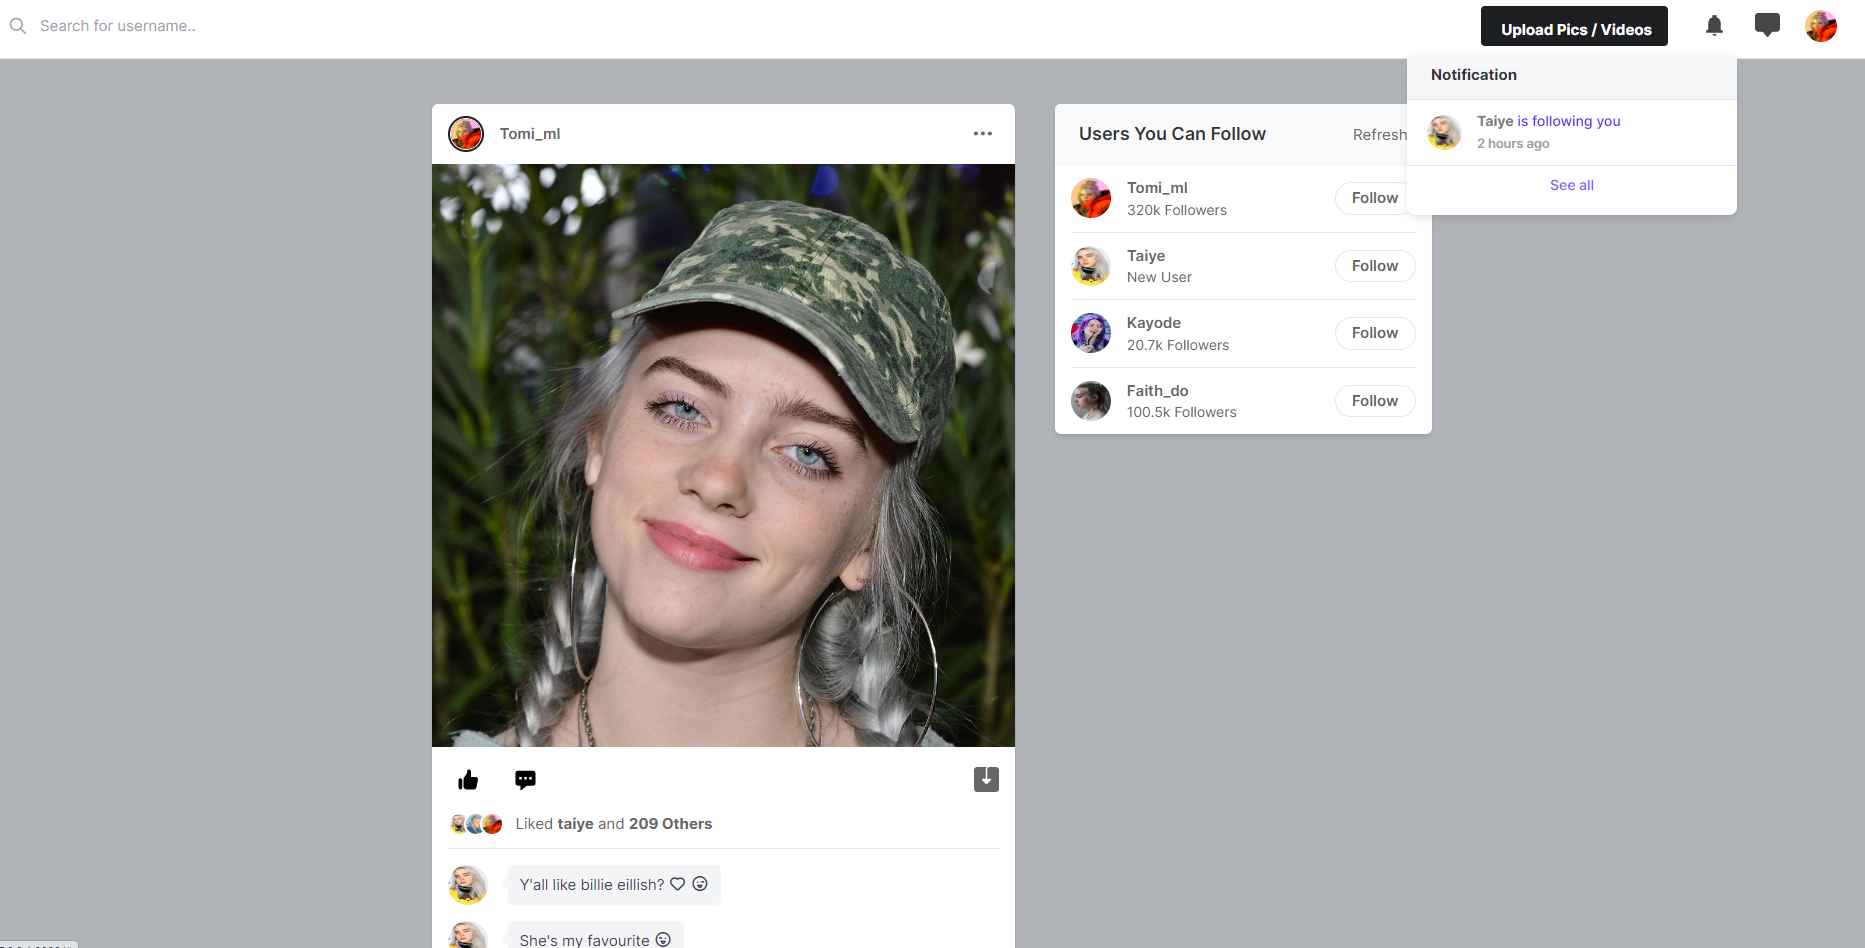 Search for username..
Upload Pics / Videos
Notification
Taiye is following you
2 hours ago
See all
Tomi_ml
Users You Can Follow
Refresh
Tomi_ml
320k Followers
Follow
Taiye
New User
Follow
Kayode
20.7k Followers
Follow
Faith_do
100.5k Followers
Follow
Liked taiye and 209 Others
Y'all like billie eillish?
She's my favourite